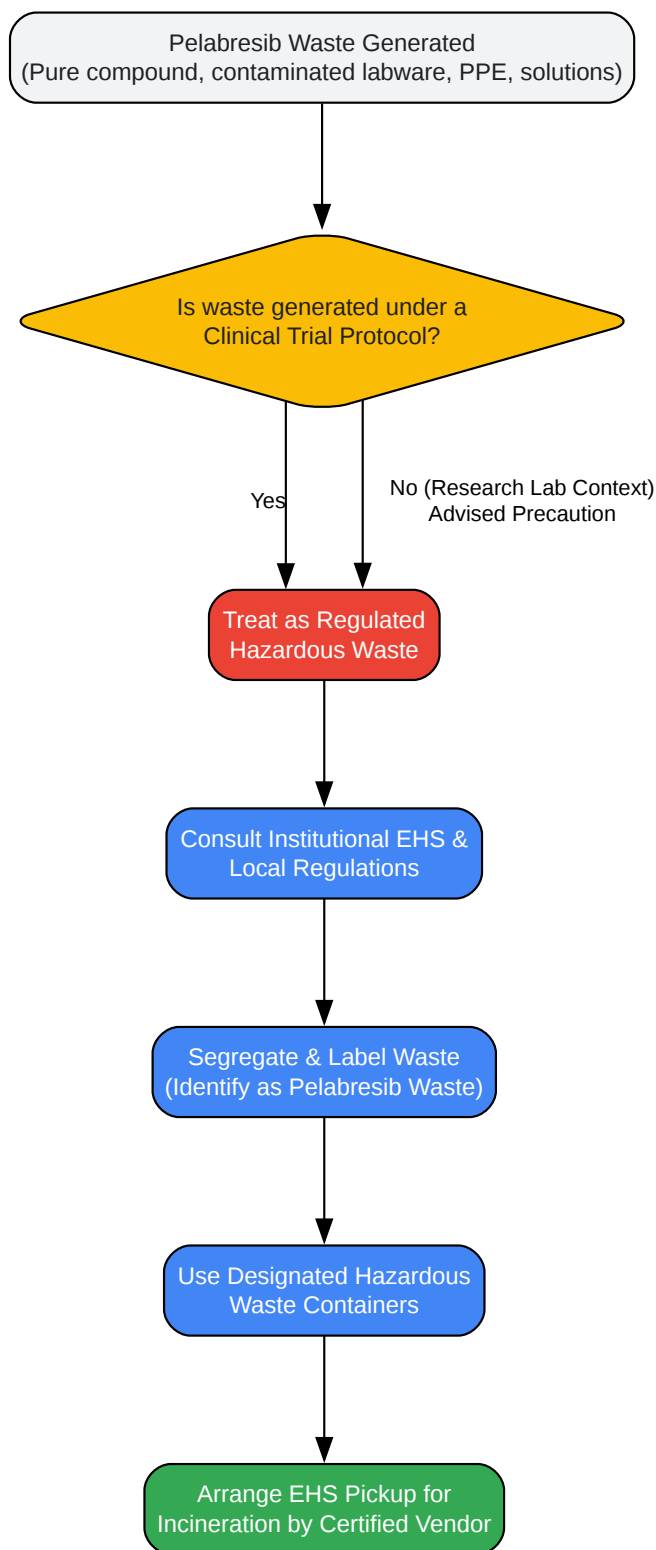 Pelabresib Waste Generated
(Pure compound, contaminated labware, PPE, solutions)
Is waste generated under a
Clinical Trial Protocol?
Yes
No (Research Lab Context)
Advised Precaution
Treat as Regulated
Hazardous Waste
Consult Institutional EHS &
Local Regulations
Segregate & Label Waste
(Identify as Pelabresib Waste)
Use Designated Hazardous
Waste Containers
Arrange EHS Pickup for
Incineration by Certified Vendor